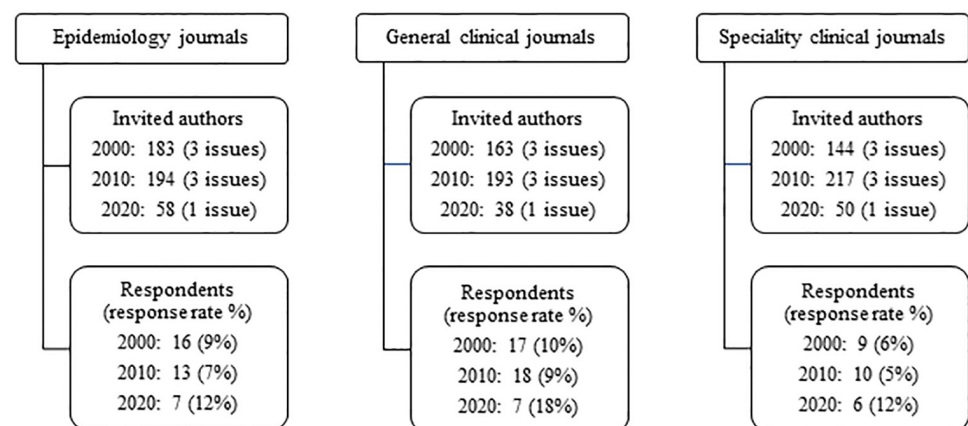 Epidemiology journals
Invited authors
2000: 183 (3 issues)
2010: 194 (3 issues)
2020: 58 (1 issue)
Respondents
(response rate %)
2000: 16 (9%)
2010: 13 (7%)
2020: 7 (12%)
General clinical journals
Invited authors
2000: 163 (3 issues)
2010: 193 (3 issues)
2020: 38 (1 issue)
Respondents
(response rate %)
2000: 17 (10%)
2010: 18 (9%)
2020: 7 (18%)
Speciality clinical journals
Invited authors
2000: 144 (3 issues)
2010: 217 (3 issues)
2020: 50 (1 issue)
Respondents
(response rate %)
2000: 9 (6%)
2010: 10 (5%)
2020: 6 (12%)